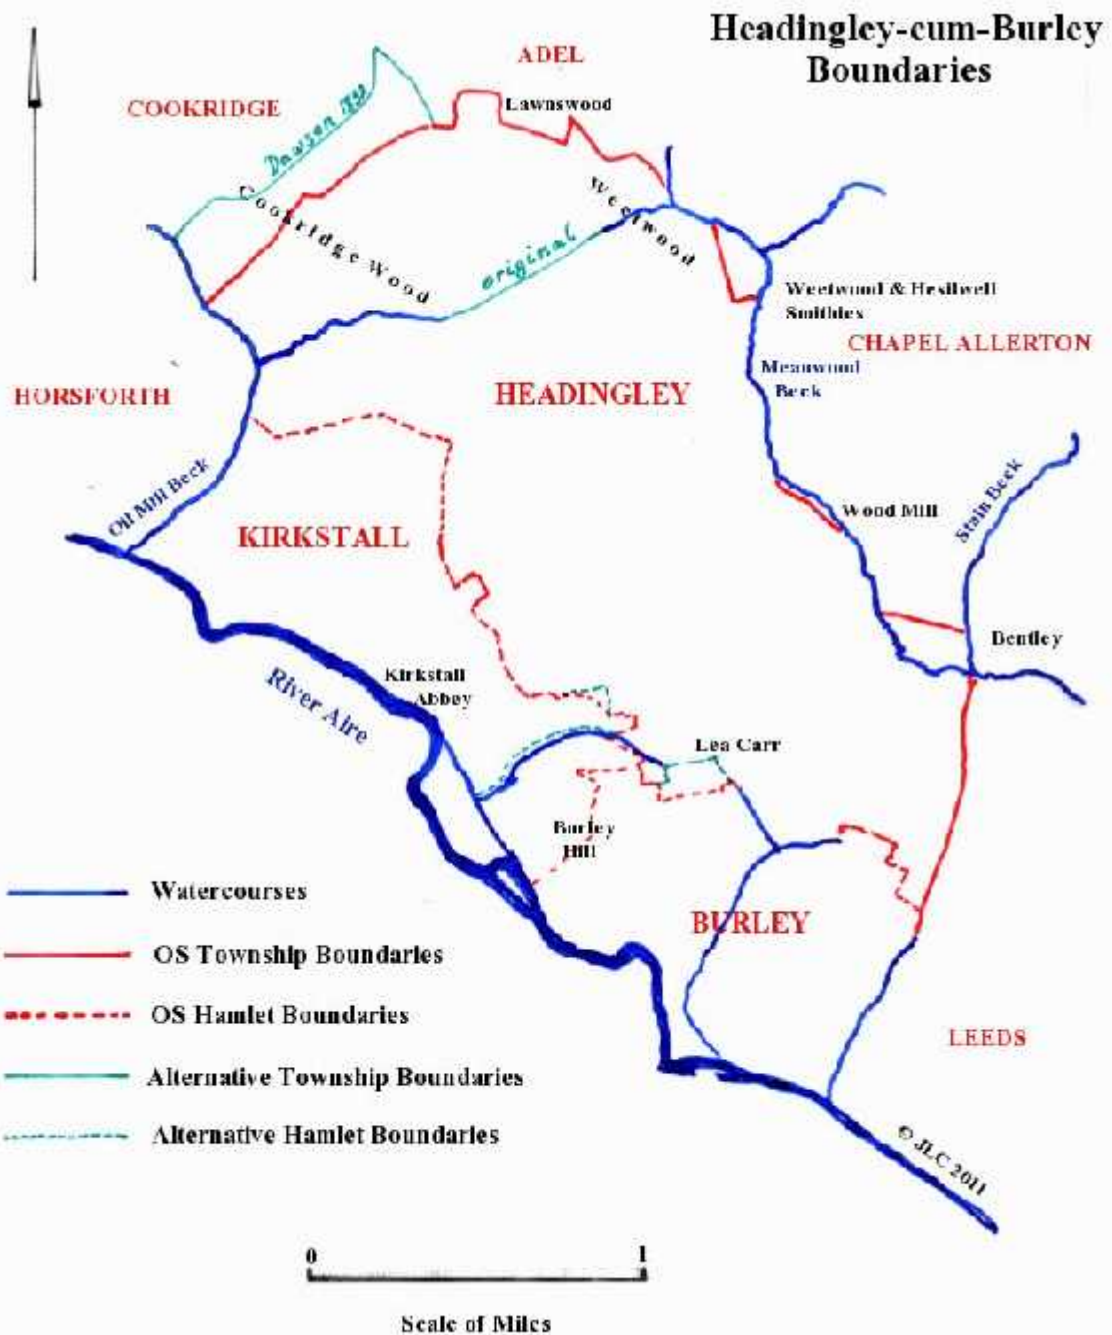 Headingley-cum-Burley
Boundaries
ADEL
COOKRIDGE
Lawnswood
Cookridge Wood
original
Weetwood
Weetwood & Hesilwell
Smithies
CHAPEL ALLERTON
HORSFORTH
HEADINGLEY
Meanwood
Beck
Oil Mill Beck
KIRKSTALL
Wood Mill
Stain Beck
Bentley
Kirkstall
Abbey
River Aire
Lea Carr
Burley
Hill
BURLEY
LEEDS
Watercourses
OS Township Boundaries
OS Hamlet Boundaries
Alternative Township Boundaries
Alternative Hamlet Boundaries
© JLC 2011
0 1
Scale of Miles